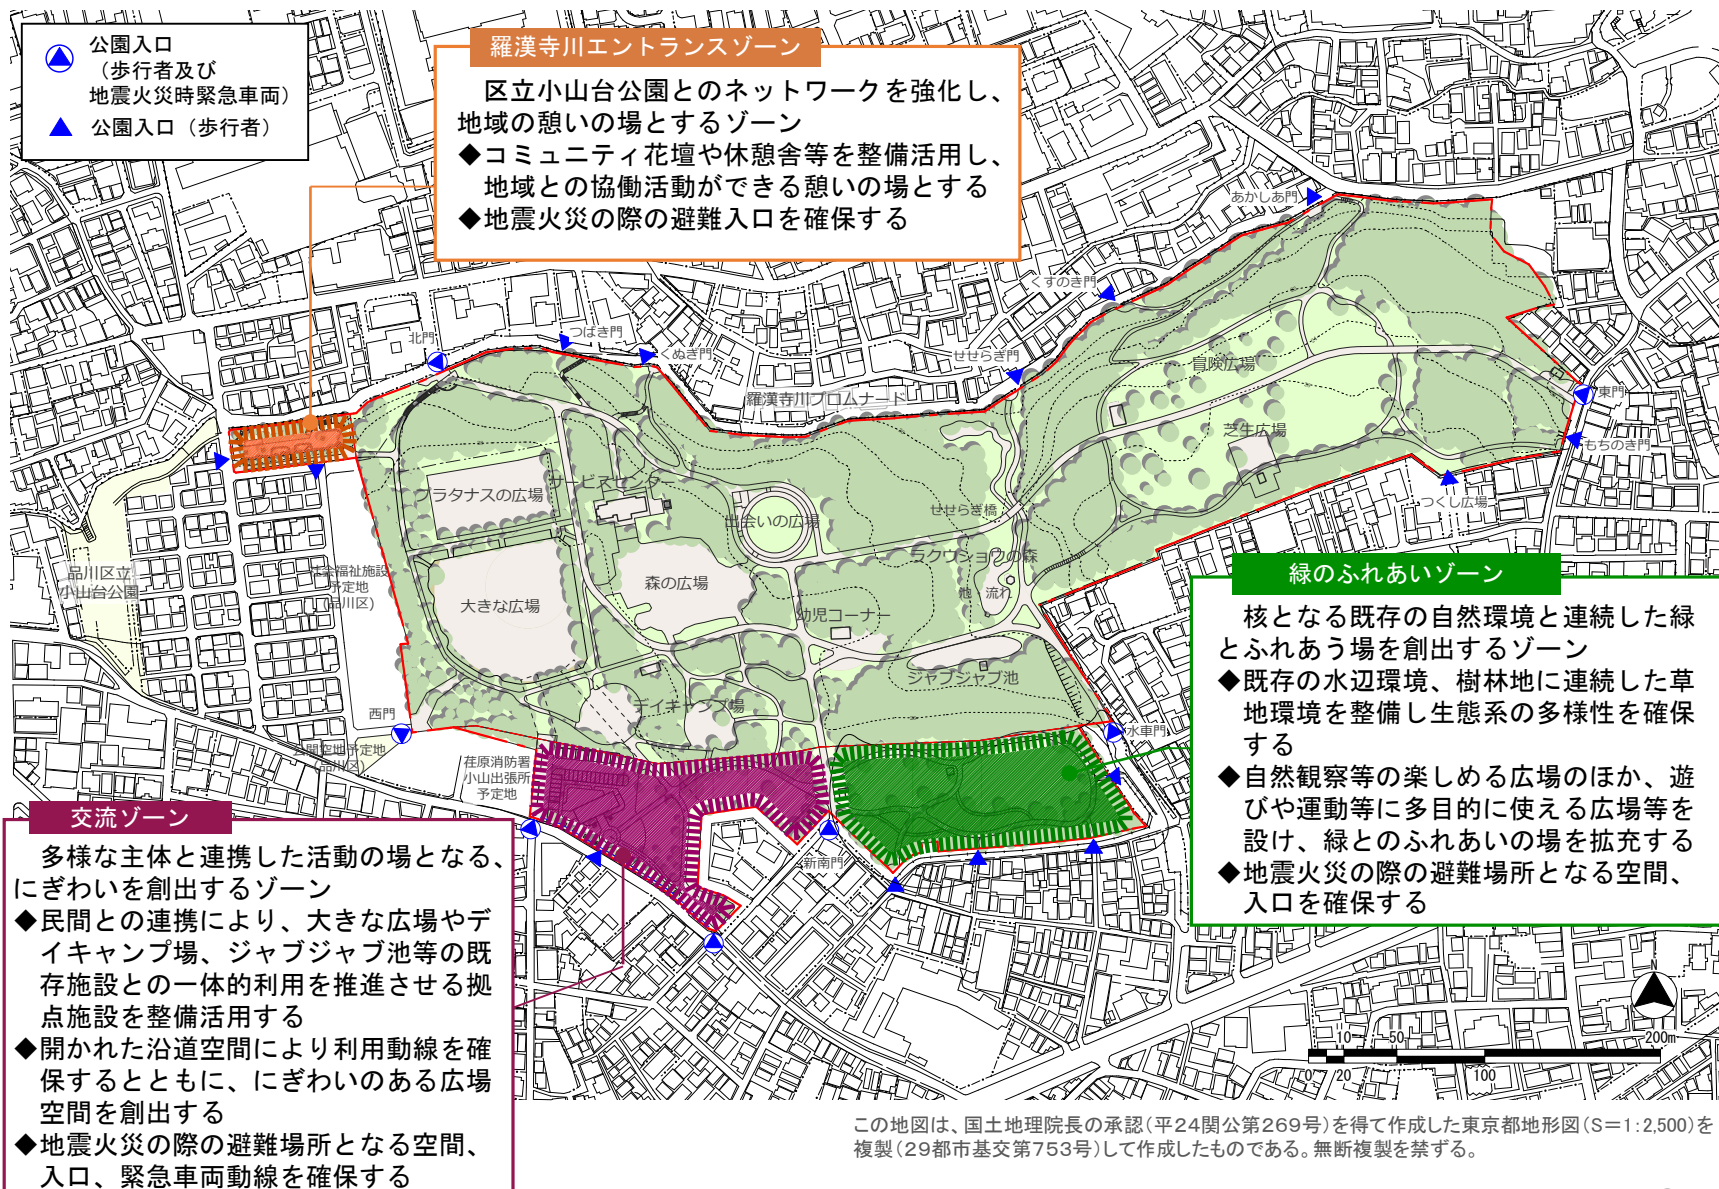 公園入口
（歩行者及び
地震火災時緊急車両）
公園入口（歩行者）
羅漢寺川エントランスゾーン
区立小山台公園とのネットワークを強化し、
地域の憩いの場とするゾーン
◆コミュニティ花壇や休憩舎等を整備活用し、
地域との協働活動ができる憩いの場とする
◆地震火災の際の避難入口を確保する
あかしあ門
くすのき門
北門
つばき門
くぬぎ門
せせらぎ門
羅漢寺川プロムナード
冒険広場
東門
芝生広場
もちのき門
つくし広場
プラタナスの広場
サービスセンター
出会いの広場
せせらぎ橋
ラクウショウの森
池
流れ
品川区立
小山台公園
社会福祉施設
予定地
(品川区)
大きな広場
森の広場
幼児コーナー
ジャブジャブ池
デイキャンプ場
西門
公開空地予定地
(品川区)
荏原消防署
小山出張所
予定地
水車門
新南門
緑のふれあいゾーン
核となる既存の自然環境と連続した緑
とふれあう場を創出するゾーン
◆既存の水辺環境、樹林地に連続した草
地環境を整備し生態系の多様性を確保
する
◆自然観察等の楽しめる広場のほか、遊
びや運動等に多目的に使える広場等を
設け、緑とのふれあいの場を拡充する
◆地震火災の際の避難場所となる空間、
入口を確保する
交流ゾーン
多様な主体と連携した活動の場となる、
にぎわいを創出するゾーン
◆民間との連携により、大きな広場やデ
イキャンプ場、ジャブジャブ池等の既
存施設との一体的利用を推進させる拠
点施設を整備活用する
◆開かれた沿道空間により利用動線を確
保するとともに、にぎわいのある広場
空間を創出する
◆地震火災の際の避難場所となる空間、
入口、緊急車両動線を確保する
N
10 50 200m
0 20 100
この地図は、国土地理院長の承認（平24関公第269号）を得て作成した東京都地形図（S＝1:2,500）を
複製（29都市基交第753号）して作成したものである。無断複製を禁ずる。